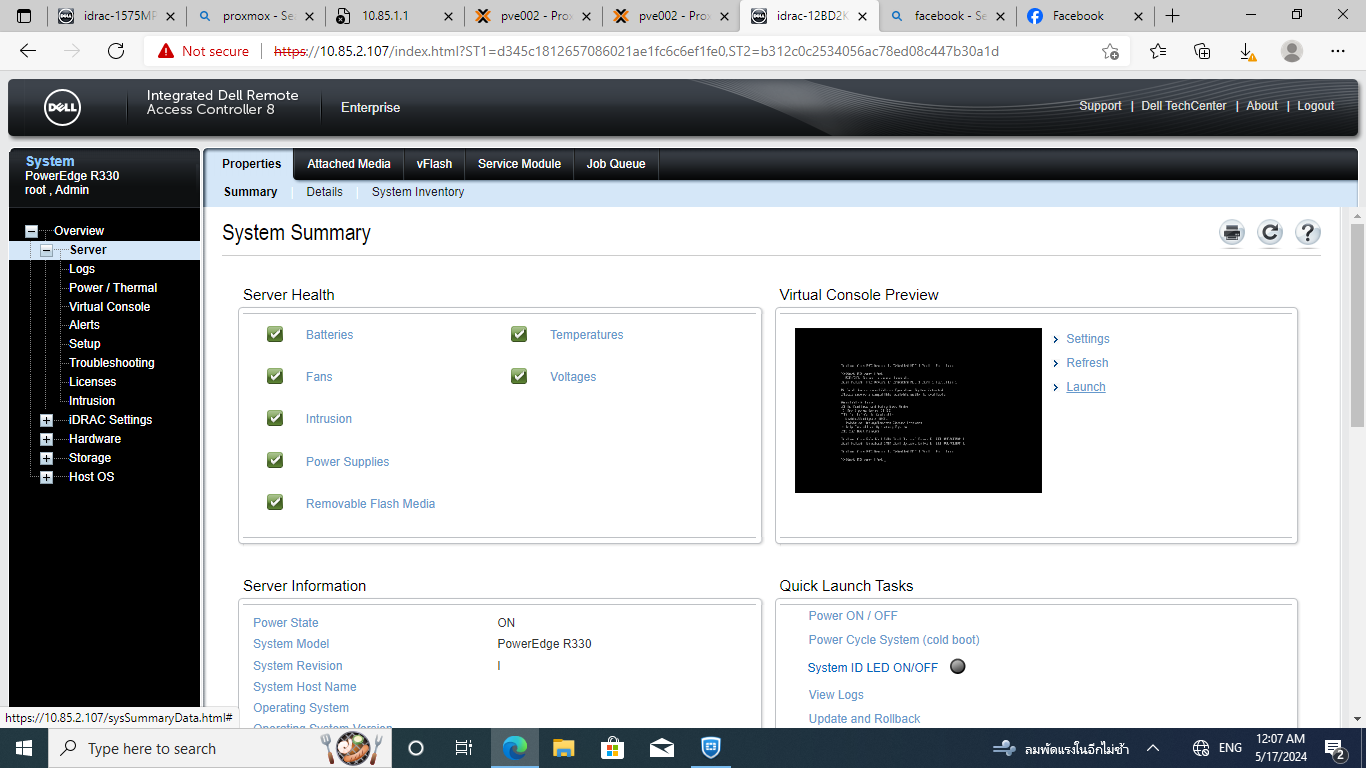 idrac-1575MP
proxmox - Se
10.85.1.1
pve002 - Prox
pve002 - Prox
idrac-12BD2K
facebook - Se
Facebook
Not secure
https://10.85.2.107/index.html?ST1=d345c1812657086021ae1fc6c6ef1fe0,ST2=b312c0c2534056ac78ed08c447b30a1d
DELL
Integrated Dell Remote
Access Controller 8
Enterprise
Support | Dell TechCenter | About | Logout
System
PowerEdge R330
root , Admin
Properties
Attached Media
vFlash
Service Module
Job Queue
Summary
Details
System Inventory
Overview
Server
Logs
Power / Thermal
Virtual Console
Alerts
Setup
Troubleshooting
Licenses
Intrusion
iDRAC Settings
Hardware
Storage
Host OS
System Summary
Server Health
Batteries
Temperatures
Fans
Voltages
Intrusion
Power Supplies
Removable Flash Media
Virtual Console Preview
Settings
Refresh
Launch
Server Information
Power State ON
System Model PowerEdge R330
System Revision I
System Host Name
Operating System
Operating System Version
Quick Launch Tasks
Power ON / OFF
Power Cycle System (cold boot)
System ID LED ON/OFF
View Logs
Update and Rollback
https://10.85.2.107/sysSummaryData.html#
Type here to search
ลมพัดแรงในอีกไม่ช้า
ENG
12:07 AM
5/17/2024
2